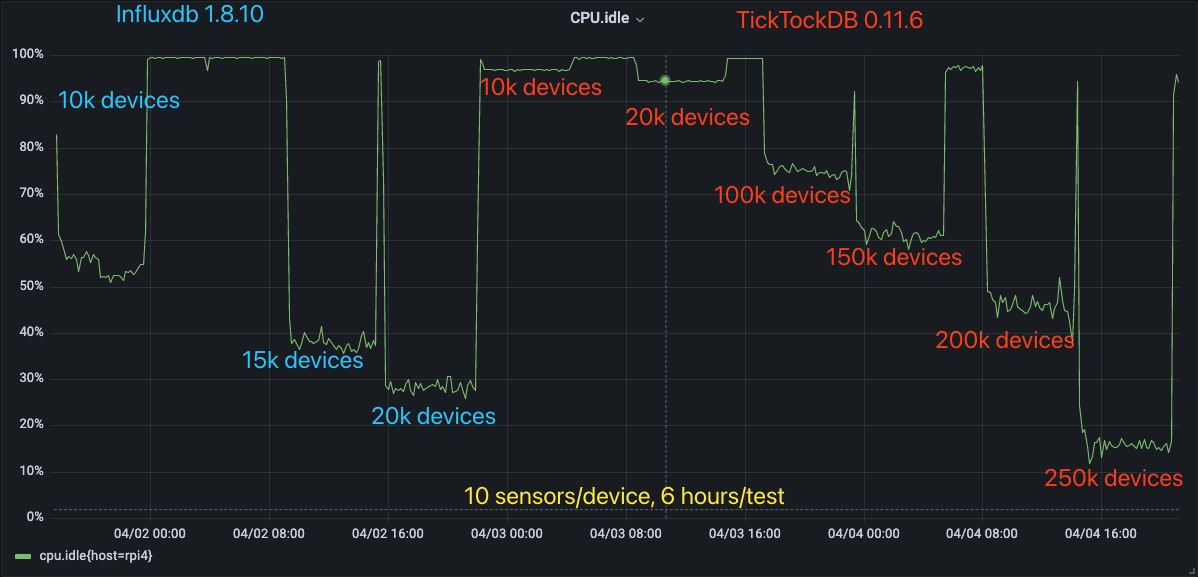 Influxdb 1.8.10
CPU.idle
TickTockDB 0.11.6
100%
90%
80%
70%
60%
50%
40%
30%
20%
10%
0%
10k devices
15k devices
20k devices
10k devices
20k devices
100k devices
150k devices
200k devices
250k devices
10 sensors/device, 6 hours/test
04/02 00:00
04/02 08:00
04/02 16:00
04/03 00:00
04/03 08:00
04/03 16:00
04/04 00:00
04/04 08:00
04/04 16:00
cpu.idle{host=rpi4}